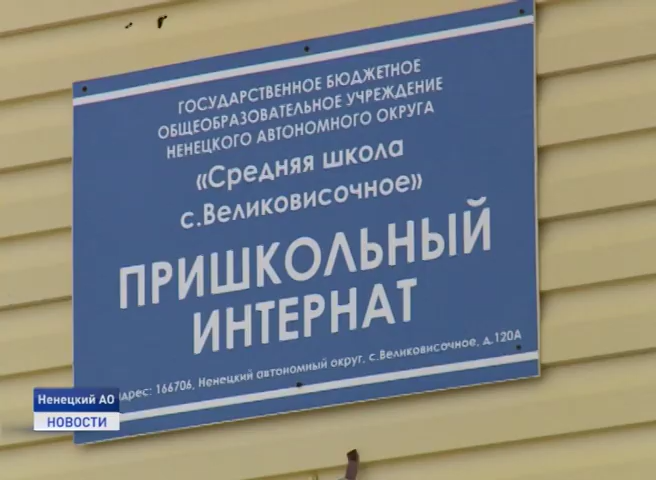 ГОСУДАРСТВЕННОЕ БЮДЖЕТНОЕ
ОБЩЕОБРАЗОВАТЕЛЬНОЕ УЧРЕЖДЕНИЕ
НЕНЕЦКОГО АВТОНОМНОГО ОКРУГА
«Средняя школа
с.Великовисочное»
ПРИШКОЛЬНЫЙ
ИНТЕРНАТ
дрес: 166706, Ненецкий автономный округ, с.Великовисочное, д.120А
Ненецкий АО
НОВОСТИ